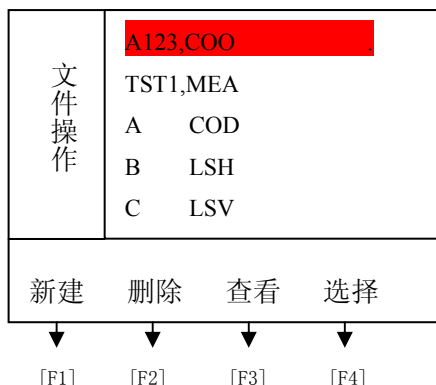 文件操作
A123,COO .
TST1,MEA
A COD
B LSH
C LSV
新建 删除 查看 选择
[F1] [F2] [F3] [F4]